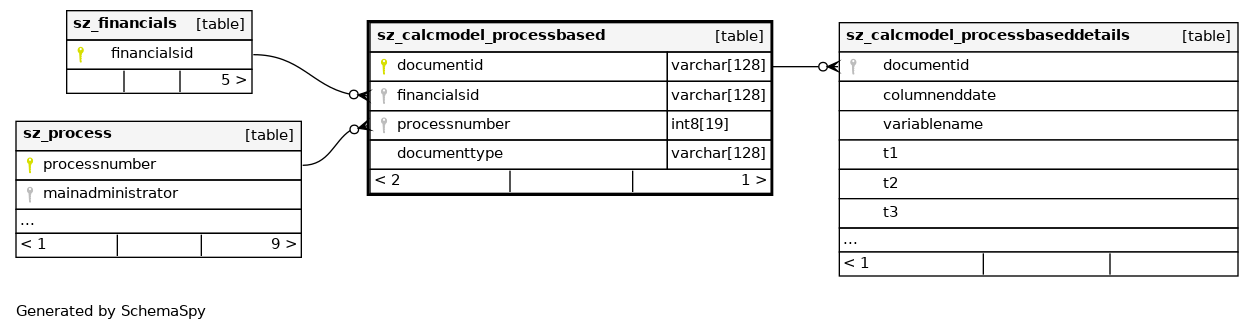 sz_financials [table]
financialsid
5 >
sz_process [table]
processnumber
mainadministrator
...
< 1 9 >
sz_calcmodel_processbased [table]
documentid varchar[128]
financialsid varchar[128]
processnumber int8[19]
documenttype varchar[128]
< 2 1 >
sz_calcmodel_processbaseddetails [table]
documentid
columnenddate
variablename
t1
t2
t3
...
< 1
Generated by SchemaSpy